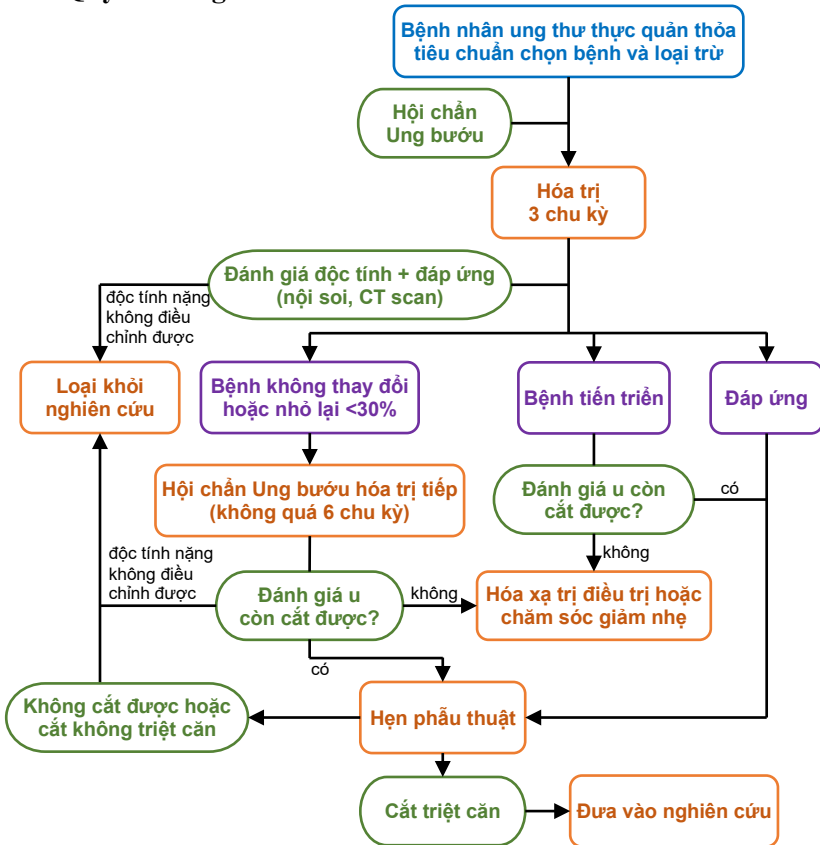 Bệnh nhân ung thư thực quản thỏa
tiêu chuẩn chọn bệnh và loại trừ
Hội chẩn
Ung bướu
Hóa trị
3 chu kỳ
Đánh giá độc tính + đáp ứng
(nội soi, CT scan)
độc tính nặng
không điều
chỉnh được
Loại khỏi
nghiên cứu
Bệnh không thay đổi
hoặc nhỏ lại <30%
Bệnh tiến triển
Đáp ứng
Hội chẩn Ung bướu hóa trị tiếp
(không quá 6 chu kỳ)
Đánh giá u còn
cắt được?
có
không
độc tính nặng
không điều
chỉnh được
Đánh giá u
còn cắt được?
không
Hóa xạ trị điều trị hoặc
chăm sóc giảm nhẹ
có
Không cắt được hoặc
cắt không triệt căn
Hẹn phẫu thuật
Cắt triệt căn
Đưa vào nghiên cứu